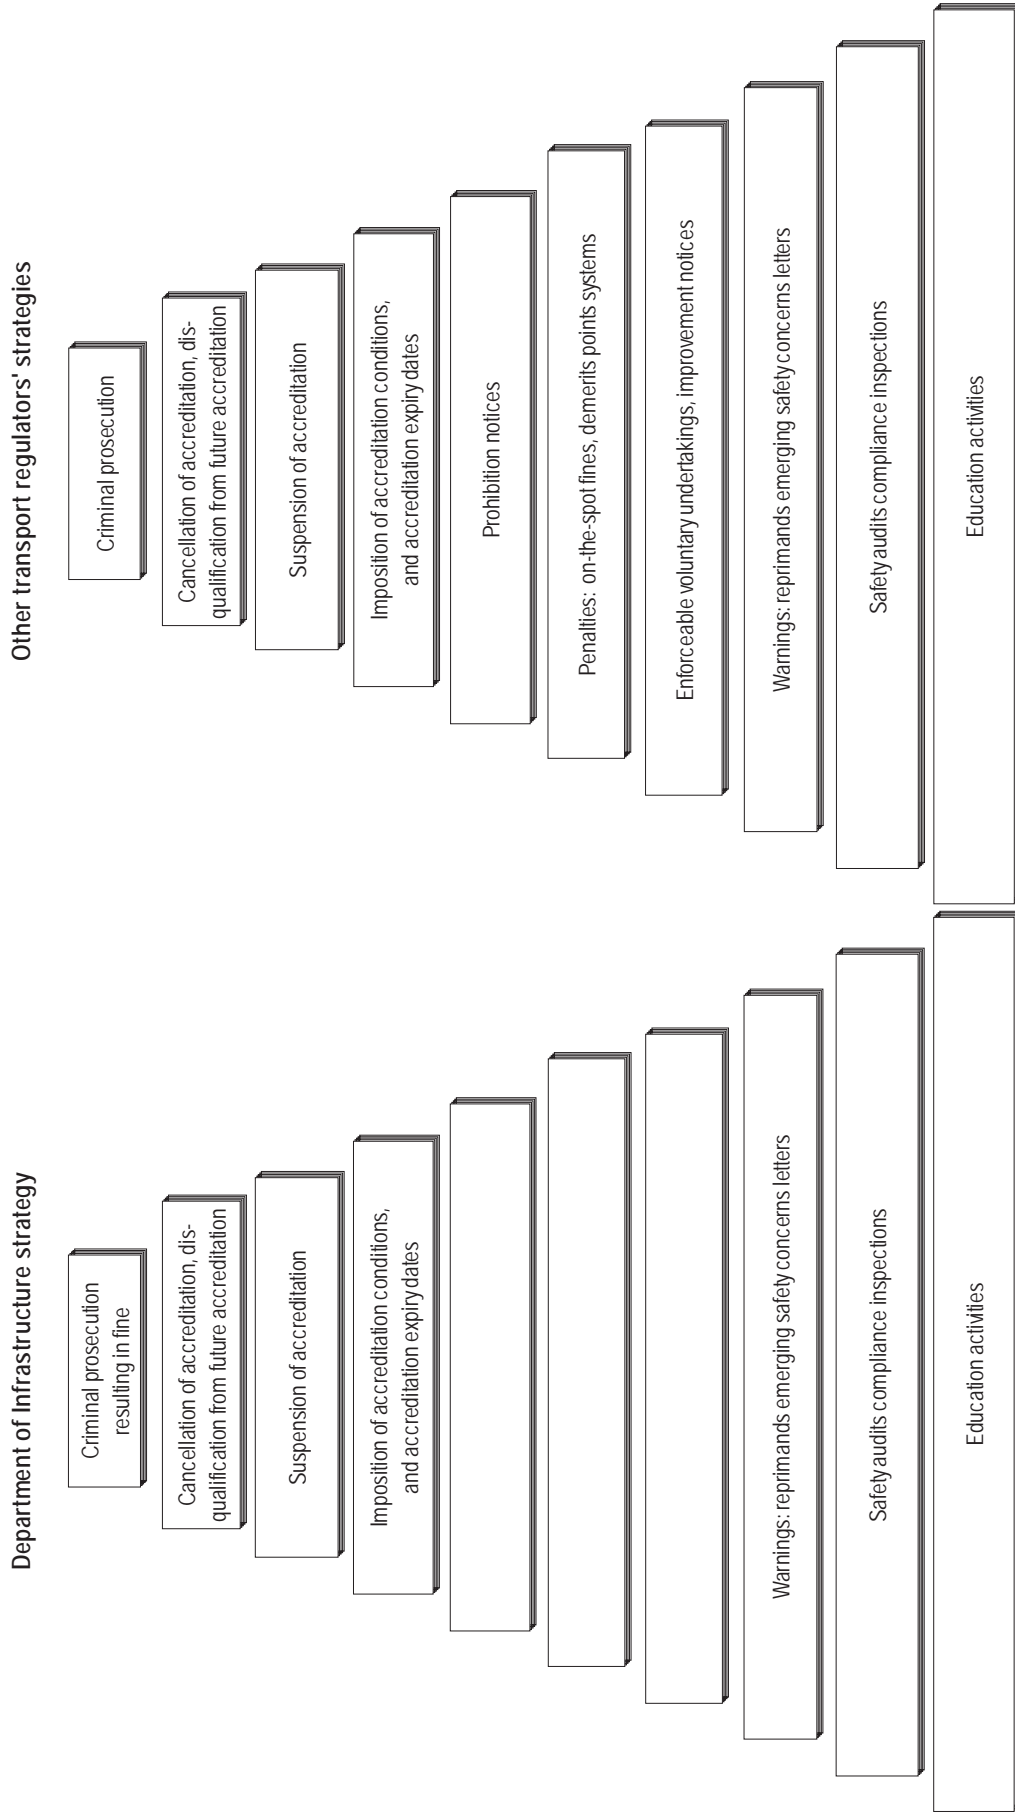 Department of Infrastructure strategy
Criminal prosecution
resulting in fine
Cancellation of accreditation, dis-
qualification from future accreditation
Suspension of accreditation
Imposition of accreditation conditions,
and accreditation expiry dates
Warnings: reprimands emerging safety concerns letters
Safety audits compliance inspections
Education activities
Other transport regulators' strategies
Criminal prosecution
Cancellation of accreditation, dis-
qualification from future accreditation
Suspension of accreditation
Imposition of accreditation conditions,
and accreditation expiry dates
Prohibition notices
Penalties: on-the-spot fines, demerits points systems
Enforceable voluntary undertakings, improvement notices
Warnings: reprimands emerging safety concerns letters
Safety audits compliance inspections
Education activities